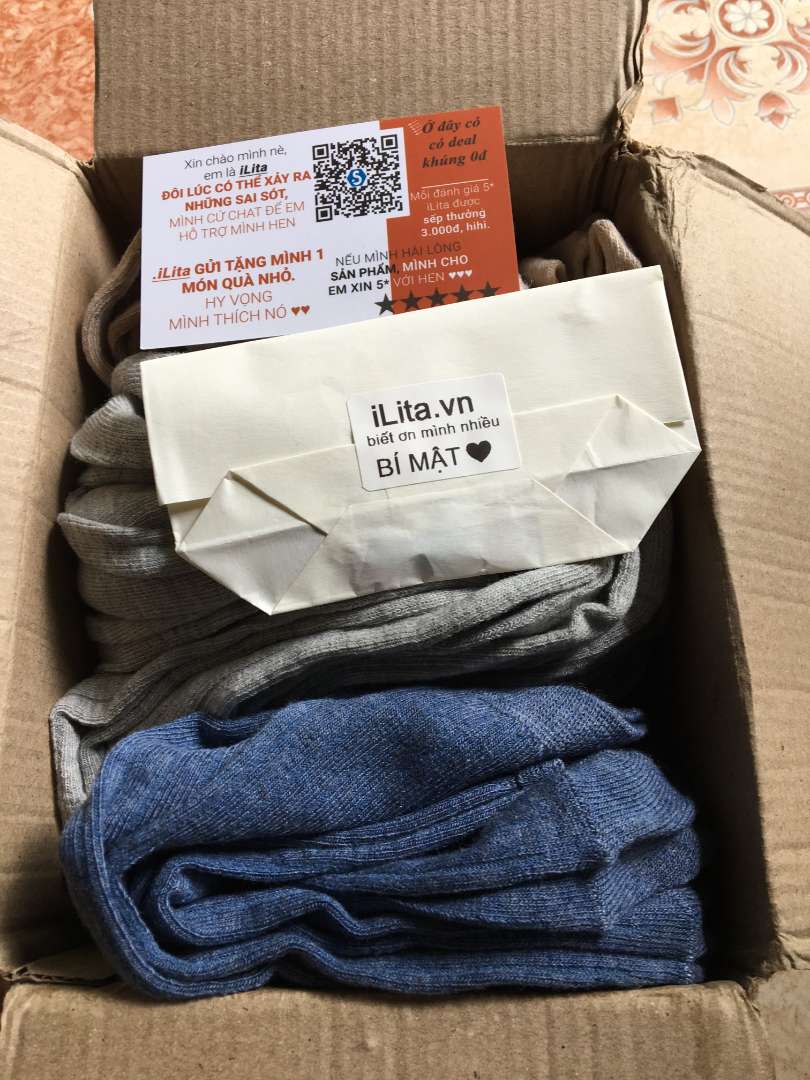 Xin chào mình nè,
em là iLita
ĐÔI LÚC CÓ THỂ XẢY RA
NHỮNG SAI SÓT,
MÌNH CỨ CHAT ĐỂ EM
HỖ TRỢ MÌNH HEN
.iLita GỬI TẶNG MÌNH 1
MÓN QUÀ NHỎ.
HY VỌNG
MÌNH THÍCH NÓ ♥♥
Ở đây có
có deal
khúng 0đ
Mỗi đánh giá 5*
iLita được
sếp thưởng
3.000đ, hihi.
NẾU MÌNH HÀI LÒNG
SẢN PHẨM, MÌNH CHO
EM XIN 5* VỚI HEN ♥♥♥
★★★★★
S
iLita.vn
biết ơn mình nhiều
BÍ MẬT ♥